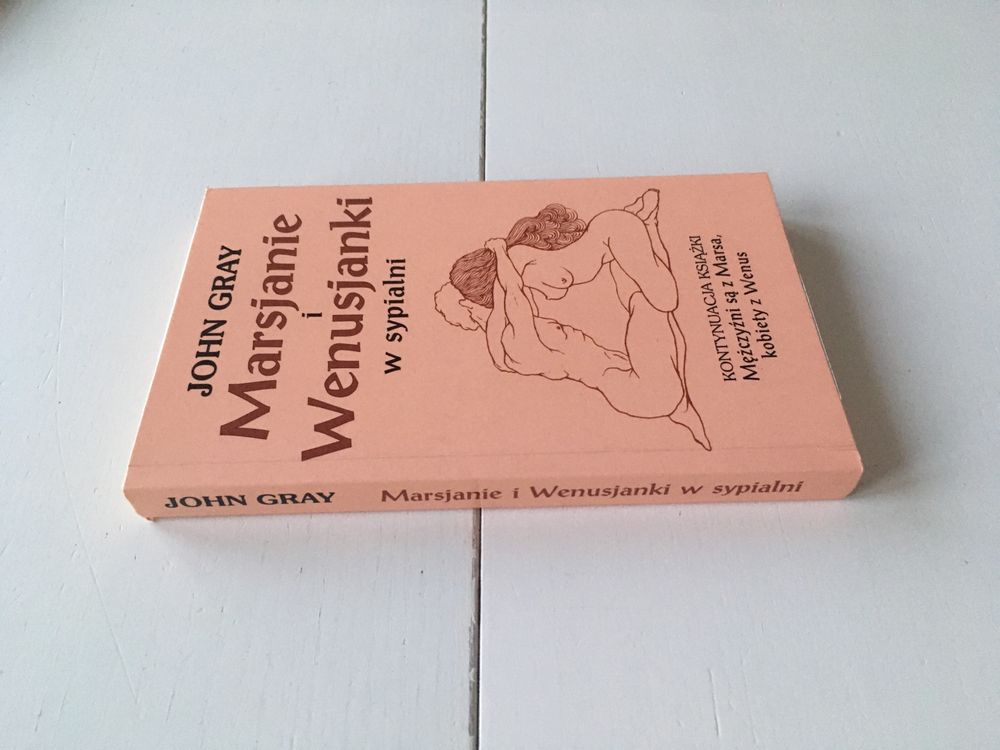 JOHN GRAY
Marsjanie
i
Wenusjanki
w sypialni
KONTYNUACJA KSIĄŻKI
Mężczyźni są z Marsa,
kobiety z Wenus
JOHN GRAY Marsjanie i Wenusjanki w sypialni